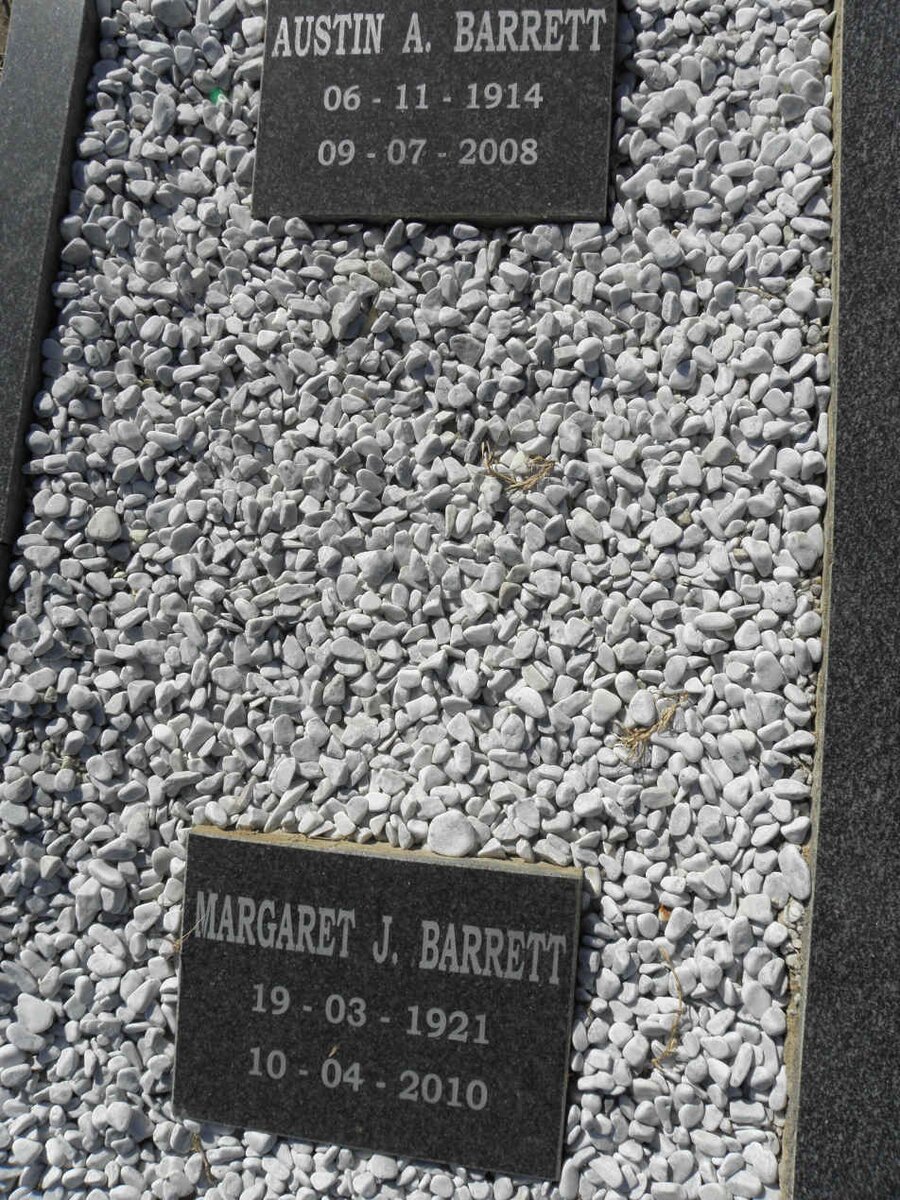 AUSTIN A. BARRETT
06 - 11 - 1914
09 - 07 - 2008
MARGARET J. BARRETT
19 - 03 - 1921
10 - 04 - 2010